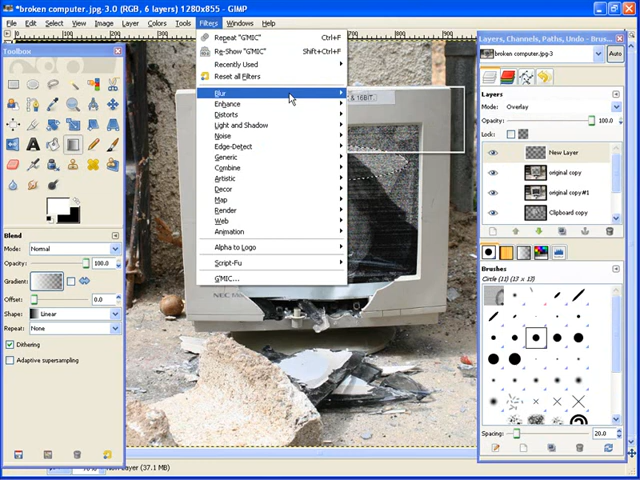 *broken computer.jpg-3.0 (RGB, 6 layers) 1280x855 – GIMP
File Edit Select View Image Layer Colors Tools Filters Windows Help
Toolbox
Blend
Mode: Normal
Opacity: 100.0
Gradient:
Offset: 0.0
Shape: Linear
Repeat: None
Dithering
Adaptive supersampling
Repeat "G'MIC" Ctrl+F
Re-Show "G'MIC" Shift+Ctrl+F
Recently Used
Reset all Filters
Blur
Enhance
Distorts
Light and Shadow
Noise
Edge-Detect
Generic
Combine
Artistic
Decor
Map
Render
Web
Animation
Alpha to Logo
Script-Fu
G'MIC...
& 16BIT.
NEC
(37.1 MB)
Layers, Channels, Paths, Undo - Brus...
broken computer.jpg-3
Auto
Layers
Mode: Overlay
Opacity: 100.0
Lock:
New Layer
original copy
original copy#1
Clipboard copy
Brushes
Circle (11) (13 × 13)
Spacing: 20.0